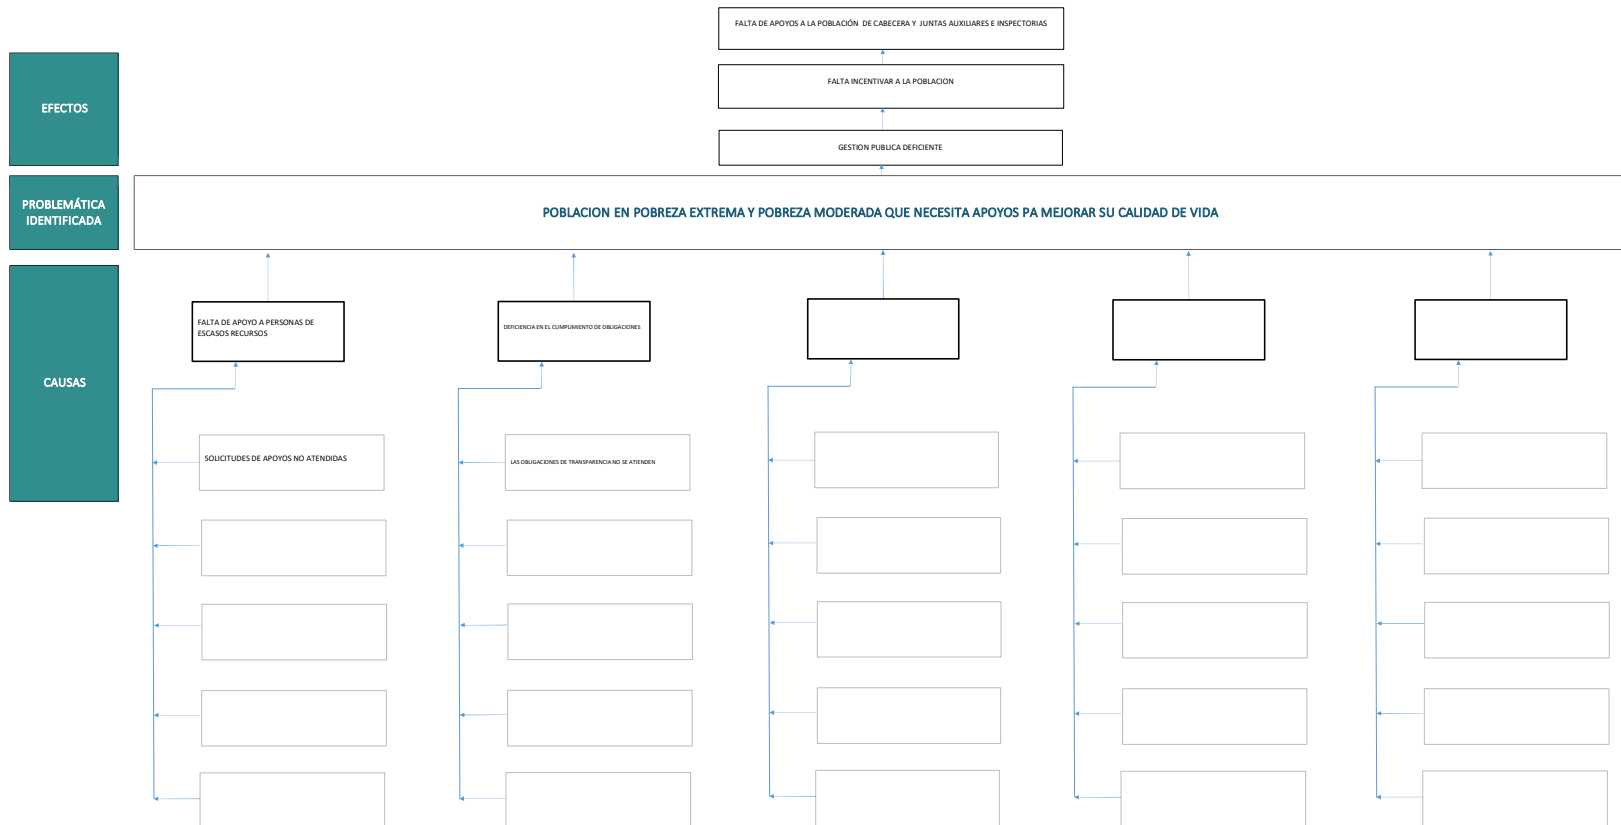 FALTA DE APOYOS A LA POBLACIÓN DE CABECERA Y JUNTAS AUXILIARES E INSPECTORIAS
FALTA INCENTIVAR A LA POBLACION
EFECTOS
GESTION PUBLICA DEFICIENTE
PROBLEMÁTICA
IDENTIFICADA
POBLACION EN POBREZA EXTREMA Y POBREZA MODERADA QUE NECESITA APOYOS PA MEJORAR SU CALIDAD DE VIDA
CAUSAS
FALTA DE APOYO A PERSONAS DE
ESCASOS RECURSOS
DEFICIENCIA EN EL CUMPUMIENTO DE OBLIGACIONES
SOLICITUDES DE APOYOS NO ATENDIDAS
LAS OBLIGACIONES DE TRANSPARENCIA NO SE ATIENDEN